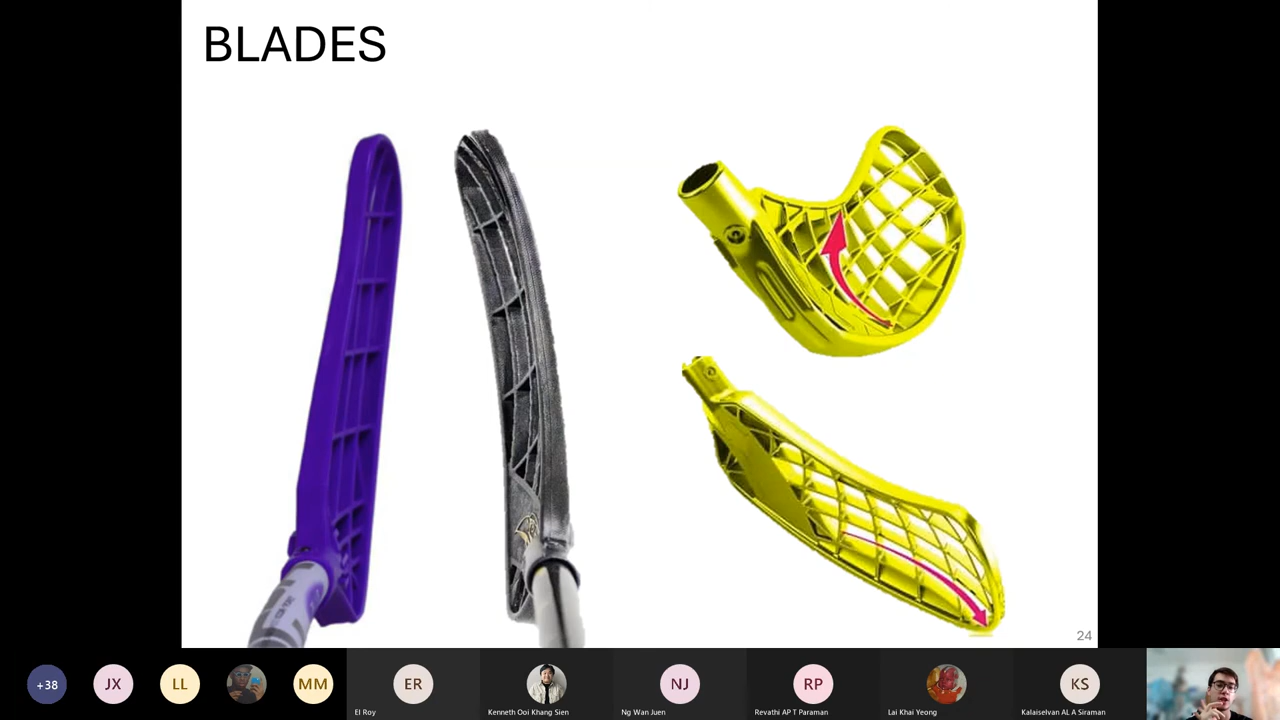 BLADES
24
+38
JX
LL
MM
ER
NJ
RP
KS
El Roy
Kenneth Ooi Khang Sien
Ng Wan Juen
Revathi AP T Paraman
Lai Khai Yeong
Kalaiselvan AL A Siraman